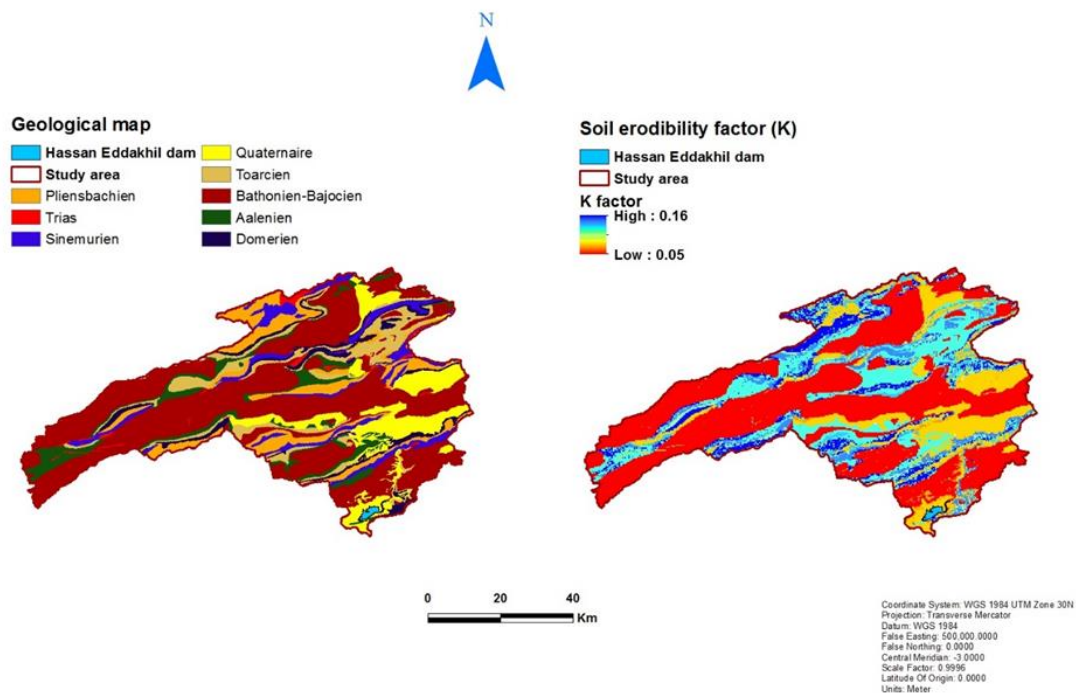 N
Geological map
Hassan Eddakhil dam
Study area
Pliensbachien
Trias
Sinemurien
Quaternaire
Toarcien
Bathonien-Bajocien
Aalenien
Domerien
Soil erodibility factor (K)
Hassan Eddakhil dam
Study area
K factor
High : 0.16
Low : 0.05
0 20 40
Km
Coordinate System: WGS 1984 UTM Zone 30N
Projection: Transverse Mercator
Datum: WGS 1984
False Easting: 500,000.0000
False Northing: 0.0000
Central Meridian: -3.0000
Scale Factor: 0.9996
Latitude Of Origin: 0.0000
Units: Meter